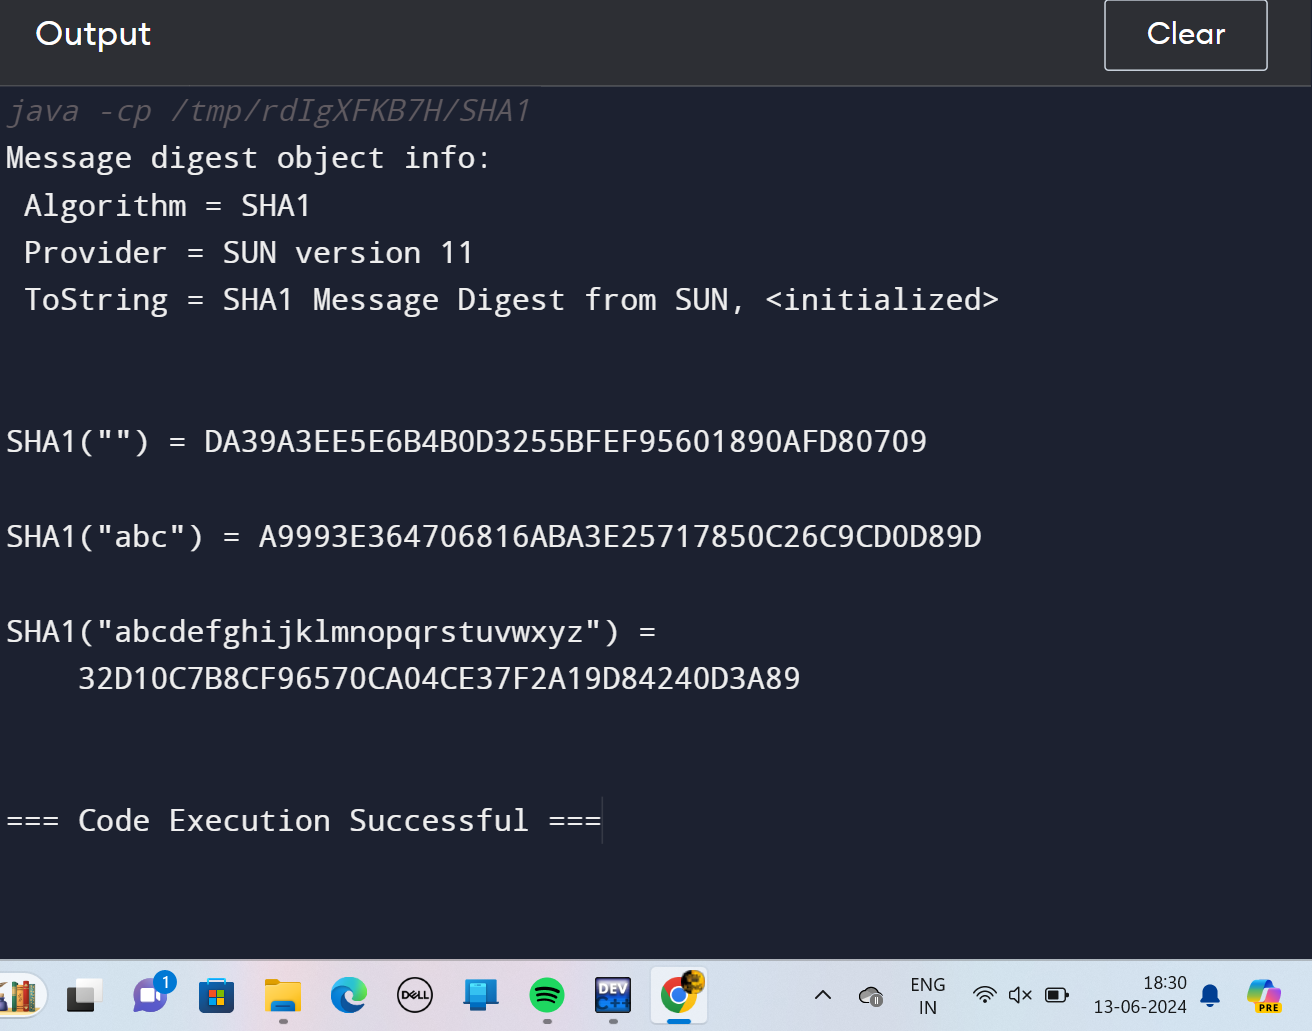 Output
Clear
java -cp /tmp/rdIgXFKB7H/SHA1
Message digest object info:
Algorithm = SHA1
Provider = SUN version 11
ToString = SHA1 Message Digest from SUN, <initialized>
SHA1("") = DA39A3EE5E6B4B0D3255BFEF95601890AFD80709
SHA1("abc") = A9993E364706816ABA3E25717850C26C9CD0D89D
SHA1("abcdefghijklmnopqrstuvwxyz") =
32D10C7B8CF96570CA04CE37F2A19D84240D3A89
=== Code Execution Successful ===
1
DELL
DEV
C++
ENG
IN
18:30
13-06-2024
PRE